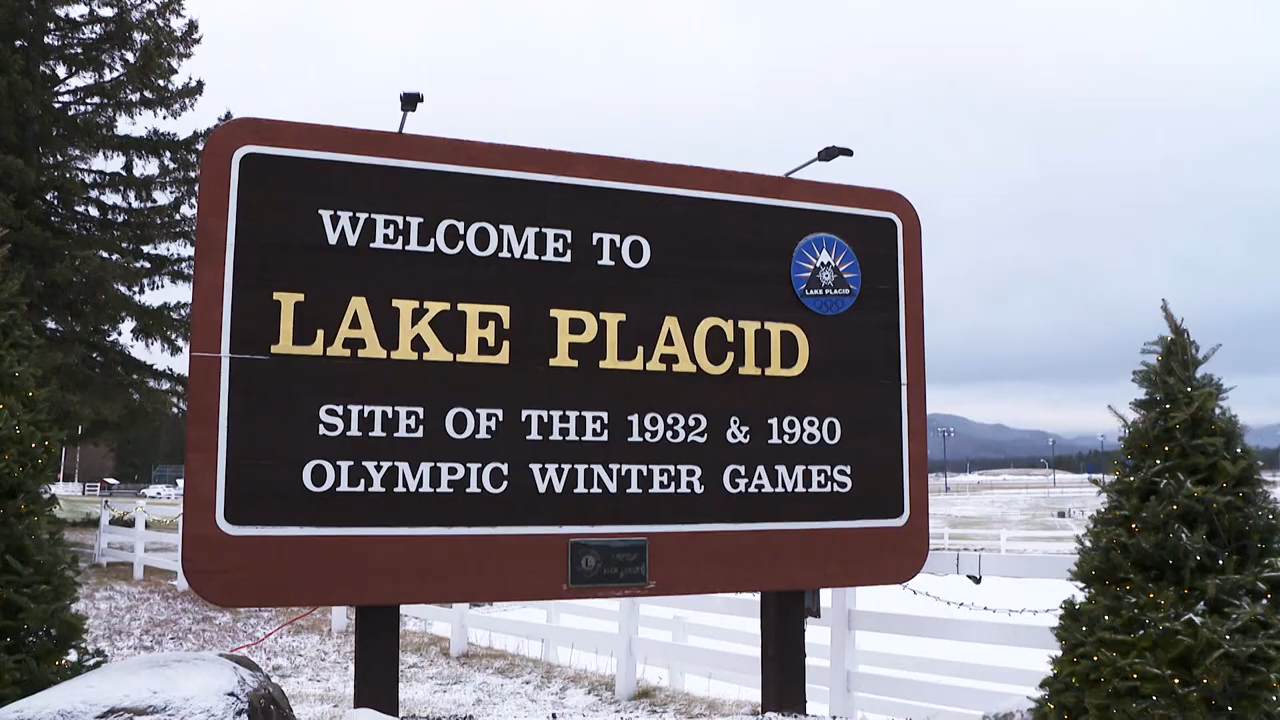 WELCOME TO
LAKE PLACID
LAKE PLACID
SITE OF THE 1932 & 1980
OLYMPIC WINTER GAMES